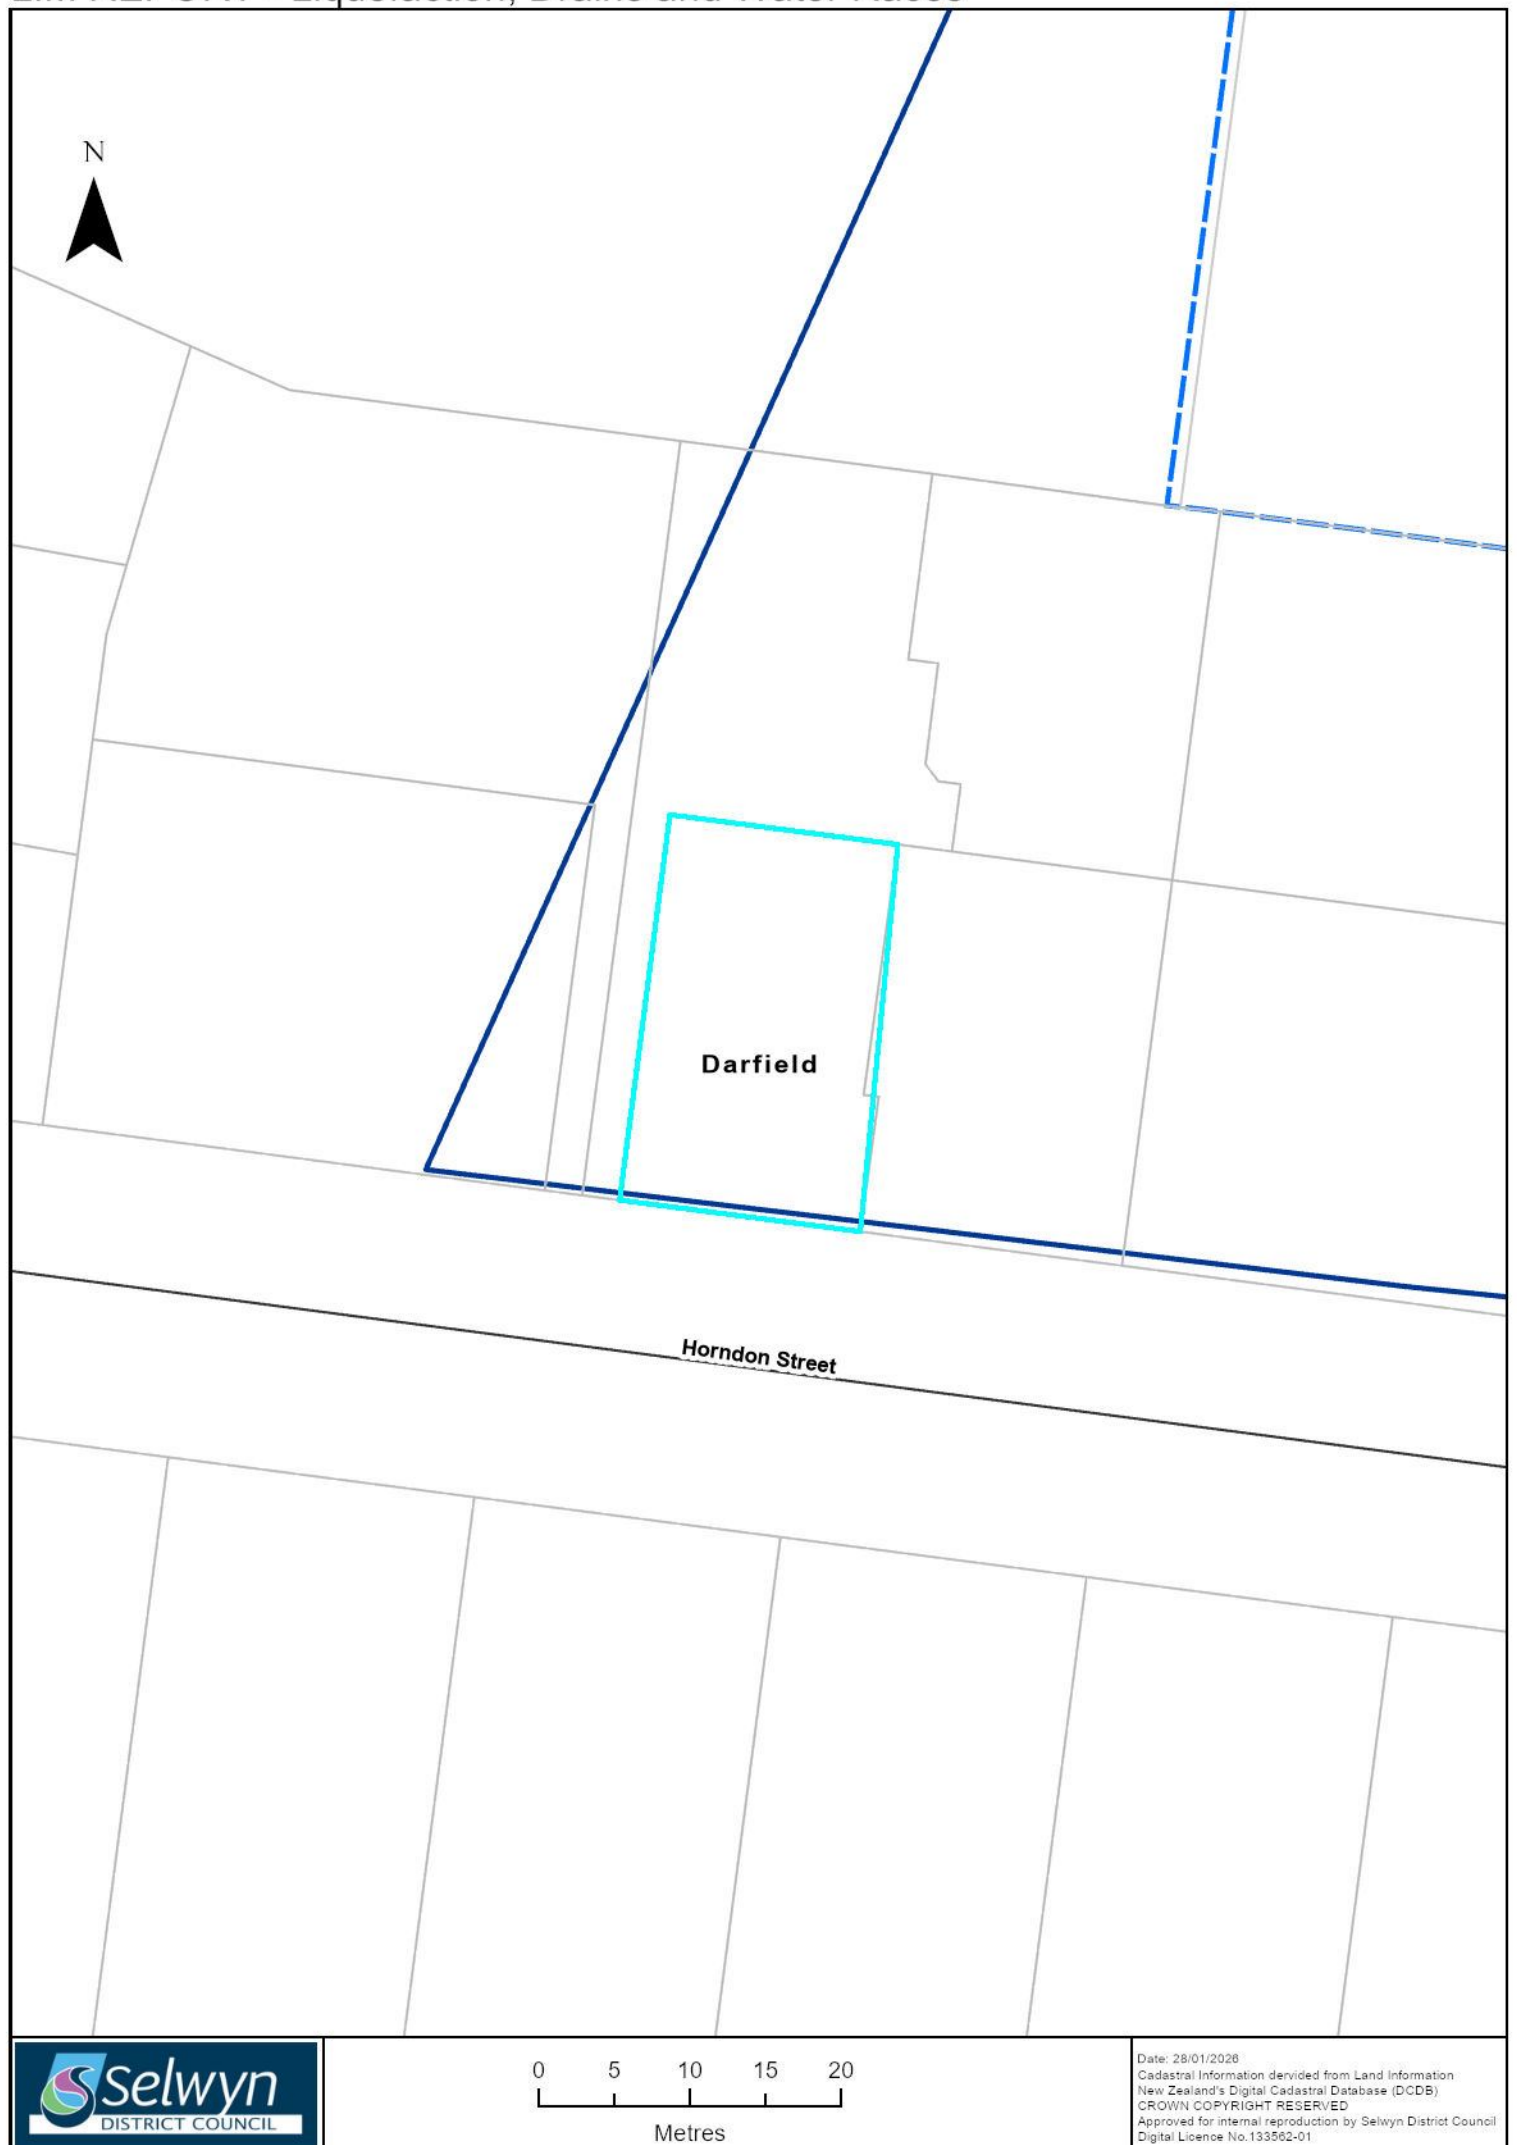 N
Darfield
Horndon Street
Selwyn
DISTRICT COUNCIL
0 5 10 15 20
Metres
Date: 28/01/2026
Cadastral Information dervided from Land Information
New Zealand's Digital Cadastral Database (DCDB)
CROWN COPYRIGHT RESERVED
Approved for internal reproduction by Selwyn District Council
Digital Licence No.133562-01